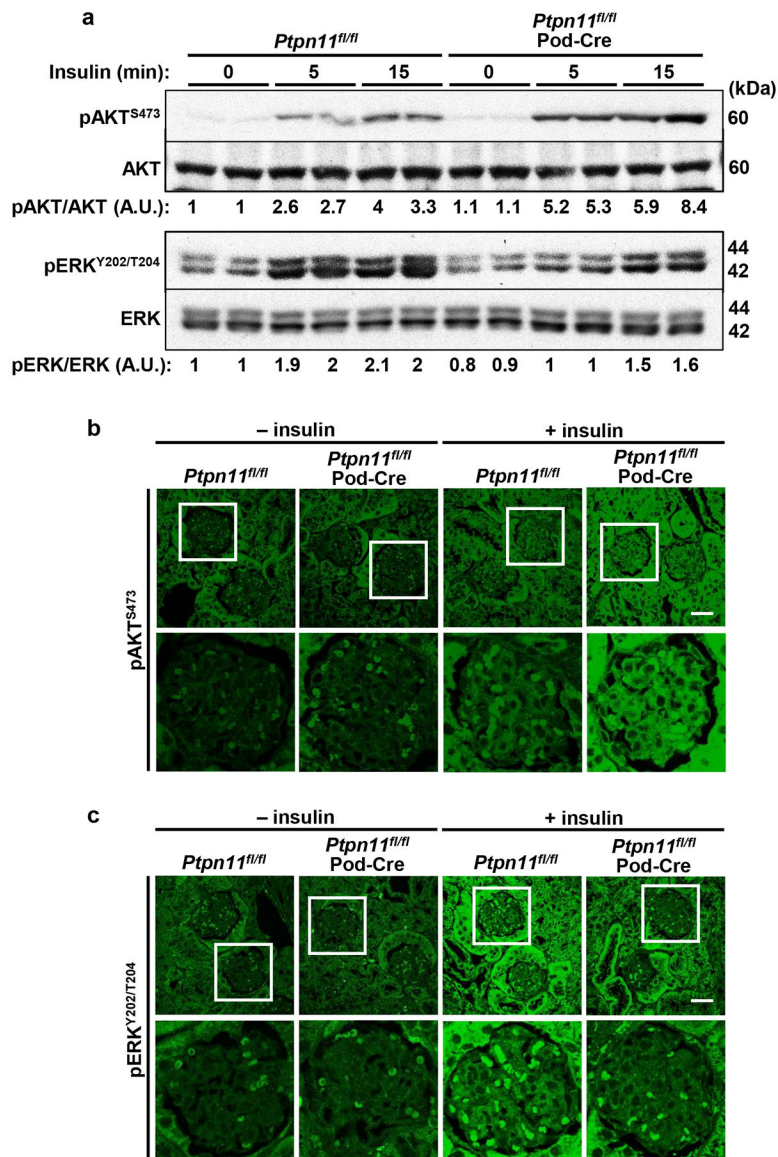 a
Ptpn11fl/fl
Ptpn11fl/fl
Pod-Cre
Insulin (min): 0 5 15 0 5 15 (kDa)
pAKTS473 60
AKT 60
pAKT/AKT (A.U.): 1 1 2.6 2.7 4 3.3 1.1 1.1 5.2 5.3 5.9 8.4
pERKY202/T204 44
42
ERK 44
42
pERK/ERK (A.U.): 1 1 1.9 2 2.1 2 0.8 0.9 1 1 1.5 1.6
b
– insulin + insulin
Ptpn11fl/fl Ptpn11fl/fl
Pod-Cre Ptpn11fl/fl Ptpn11fl/fl
Pod-Cre
pAKTS473
c
– insulin + insulin
Ptpn11fl/fl Ptpn11fl/fl
Pod-Cre Ptpn11fl/fl Ptpn11fl/fl
Pod-Cre
pERKY202/T204